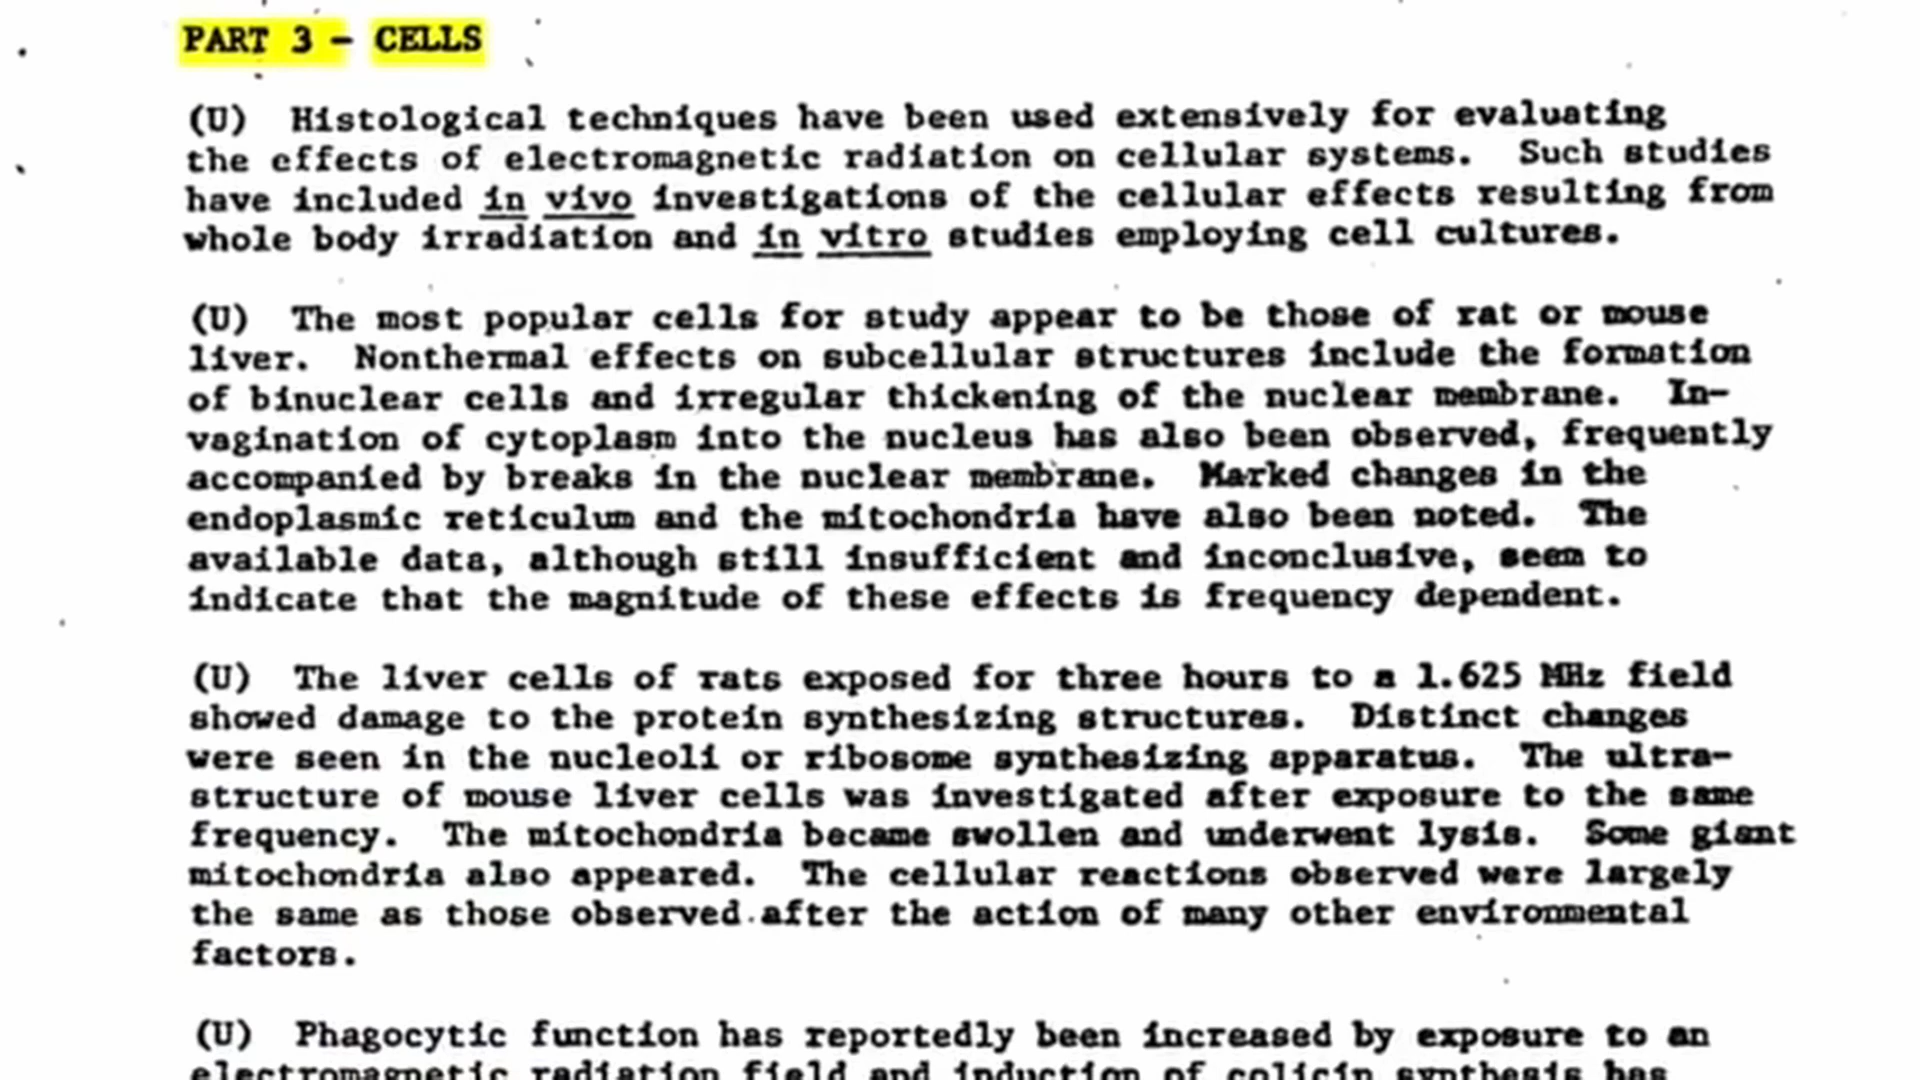 PART 3 - CELLS
(U) Histological techniques have been used extensively for evaluating
the effects of electromagnetic radiation on cellular systems. Such studies
have included in vivo investigations of the cellular effects resulting from
whole body irradiation and in vitro studies employing cell cultures.
(U) The most popular cells for study appear to be those of rat or mouse
liver. Nonthermal effects on subcellular structures include the formation
of binuclear cells and irregular thickening of the nuclear membrane. In-
vagination of cytoplasm into the nucleus has also been observed, frequently
accompanied by breaks in the nuclear membrane. Marked changes in the
endoplasmic reticulum and the mitochondria have also been noted. The
available data, although still insufficient and inconclusive, seem to
indicate that the magnitude of these effects is frequency dependent.
(U) The liver cells of rats exposed for three hours to a 1.625 MHz field
showed damage to the protein synthesizing structures. Distinct changes
were seen in the nucleoli or ribosome synthesizing apparatus. The ultra-
structure of mouse liver cells was investigated after exposure to the same
frequency. The mitochondria became swollen and underwent lysis. Some giant
mitochondria also appeared. The cellular reactions observed were largely
the same as those observed after the action of many other environmental
factors.
(U) Phagocytic function has reportedly been increased by exposure to an
electromagnetic radiation field and induction of colicin synthesis has